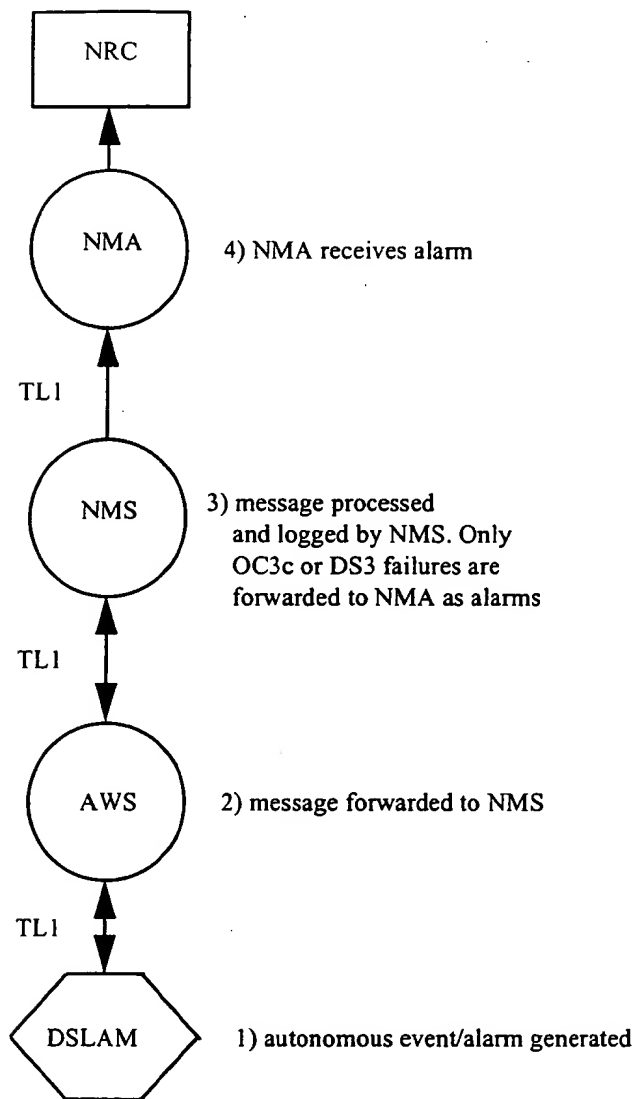 NRC
NMA
4) NMA receives alarm
TL1
NMS
3) message processed
and logged by NMS. Only
OC3c or DS3 failures are
forwarded to NMA as alarms
TL1
AWS
2) message forwarded to NMS
TL1
DSLAM
1) autonomous event/alarm generated